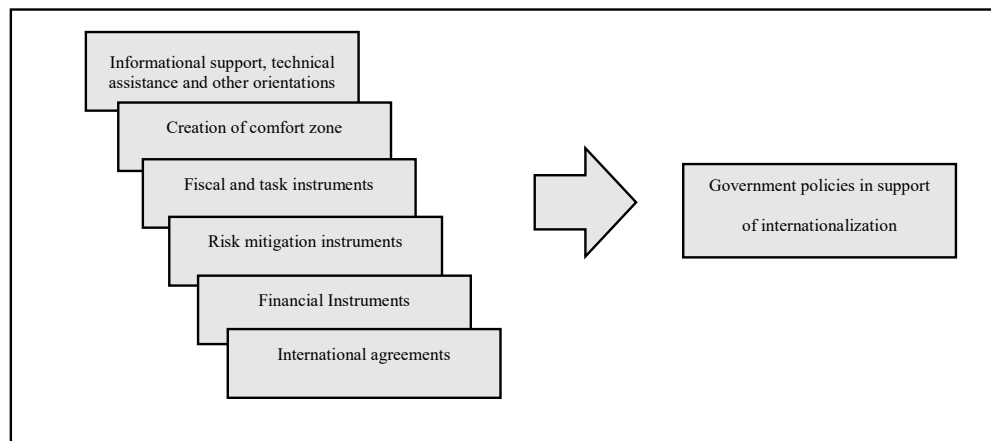 Informational support, technical
assistance and other orientations
Creation of comfort zone
Fiscal and task instruments
Risk mitigation instruments
Financial Instruments
International agreements
Government policies in support
of internationalization